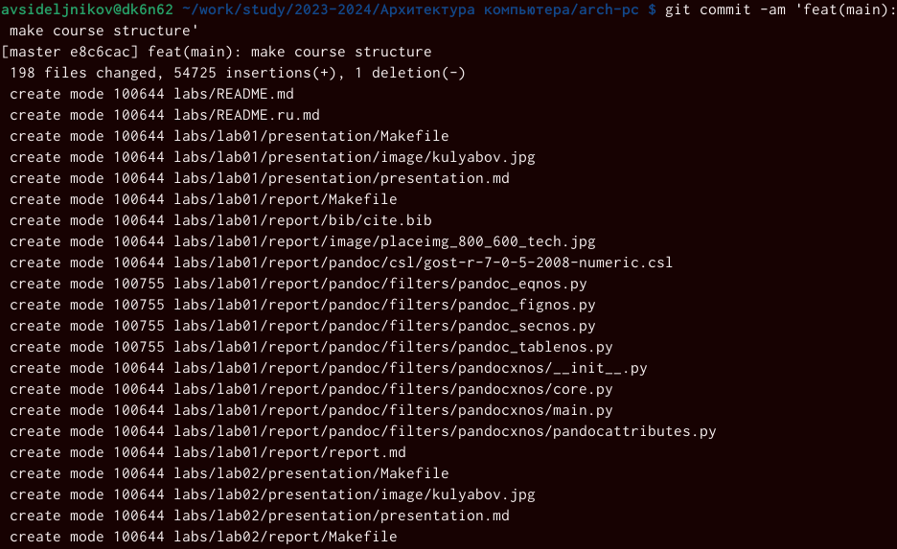 avsideljnikov@dk6n62 ~/work/study/2023-2024/Архитектура компьютера/arch-pc $ git commit -am 'feat(main):
 make course structure'
[master e8c6cac] feat(main): make course structure
 198 files changed, 54725 insertions(+), 1 deletion(-)
 create mode 100644 labs/README.md
 create mode 100644 labs/README.ru.md
 create mode 100644 labs/lab01/presentation/Makefile
 create mode 100644 labs/lab01/presentation/image/kulyabov.jpg
 create mode 100644 labs/lab01/presentation/presentation.md
 create mode 100644 labs/lab01/report/Makefile
 create mode 100644 labs/lab01/report/bib/cite.bib
 create mode 100644 labs/lab01/report/image/placeimg_800_600_tech.jpg
 create mode 100644 labs/lab01/report/pandoc/csl/gost-r-7-0-5-2008-numeric.csl
 create mode 100755 labs/lab01/report/pandoc/filters/pandoc_eqnos.py
 create mode 100755 labs/lab01/report/pandoc/filters/pandoc_fignos.py
 create mode 100755 labs/lab01/report/pandoc/filters/pandoc_secnos.py
 create mode 100755 labs/lab01/report/pandoc/filters/pandoc_tablenos.py
 create mode 100644 labs/lab01/report/pandoc/filters/pandocxnos/__init__.py
 create mode 100644 labs/lab01/report/pandoc/filters/pandocxnos/core.py
 create mode 100644 labs/lab01/report/pandoc/filters/pandocxnos/main.py
 create mode 100644 labs/lab01/report/pandoc/filters/pandocxnos/pandocattributes.py
 create mode 100644 labs/lab01/report/report.md
 create mode 100644 labs/lab02/presentation/Makefile
 create mode 100644 labs/lab02/presentation/image/kulyabov.jpg
 create mode 100644 labs/lab02/presentation/presentation.md
 create mode 100644 labs/lab02/report/Makefile